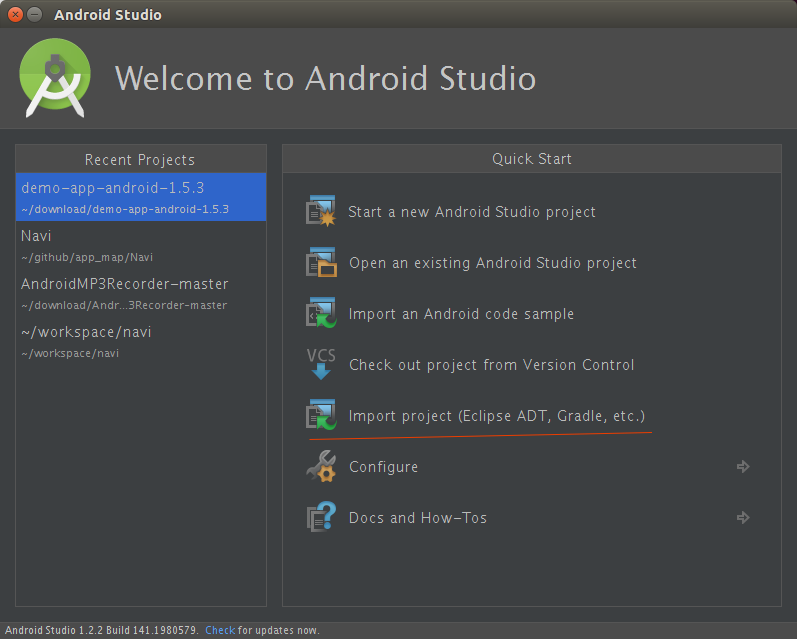 Android Studio
Welcome to Android Studio
Recent Projects
demo-app-android-1.5.3
~/download/demo-app-android-1.5.3
Navi
~/github/app_map/Navi
AndroidMP3Recorder-master
~/download/Andr...3Recorder-master
~/workspace/navi
~/workspace/navi
Quick Start
Start a new Android Studio project
Open an existing Android Studio project
Import an Android code sample
VCS
Check out project from Version Control
Import project (Eclipse ADT, Gradle, etc.)
Configure
Docs and How-Tos
Android Studio 1.2.2 Build 141.1980579. Check for updates now.